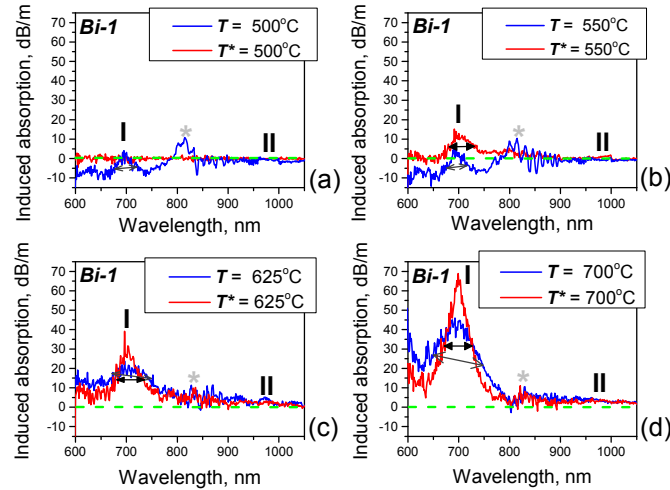 Bi-1
T = 500°C
T* = 500°C
Induced absorption, dB/m
70
60
50
40
30
20
10
0
-10
I
*
II
600 700 800 900 1000
Wavelength, nm
(a)
Bi-1
T = 550°C
T* = 550°C
Induced absorption, dB/m
70
60
50
40
30
20
10
0
-10
I
*
II
600 700 800 900 1000
Wavelength, nm
(b)
Bi-1
T = 625°C
T* = 625°C
Induced absorption, dB/m
70
60
50
40
30
20
10
0
-10
I
*
II
600 700 800 900 1000
Wavelength, nm
(c)
Bi-1
T = 700°C
T* = 700°C
Induced absorption, dB/m
70
60
50
40
30
20
10
0
-10
I
*
II
600 700 800 900 1000
Wavelength, nm
(d)